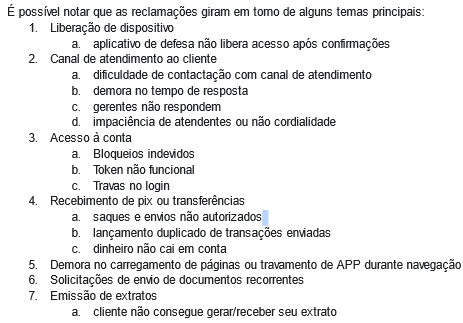 É possível notar que as reclamações giram em torno de alguns temas principais:
1. Liberação de dispositivo
a. aplicativo de defesa não libera acesso após confirmações
2. Canal de atendimento ao cliente
a. dificuldade de contactação com canal de atendimento
b. demora no tempo de resposta
c. gerentes não respondem
d. impaciência de atendentes ou não cordialidade
3. Acesso à conta
a. Bloqueios indevidos
b. Token não funcional
c. Travas no login
4. Recebimento de pix ou transferências
a. saques e envios não autorizados
b. lançamento duplicado de transações enviadas
c. dinheiro não cai em conta
5. Demora no carregamento de páginas ou travamento de APP durante navegação
6. Solicitações de envio de documentos recorrentes
7. Emissão de extratos
a. cliente não consegue gerar/receber seu extrato